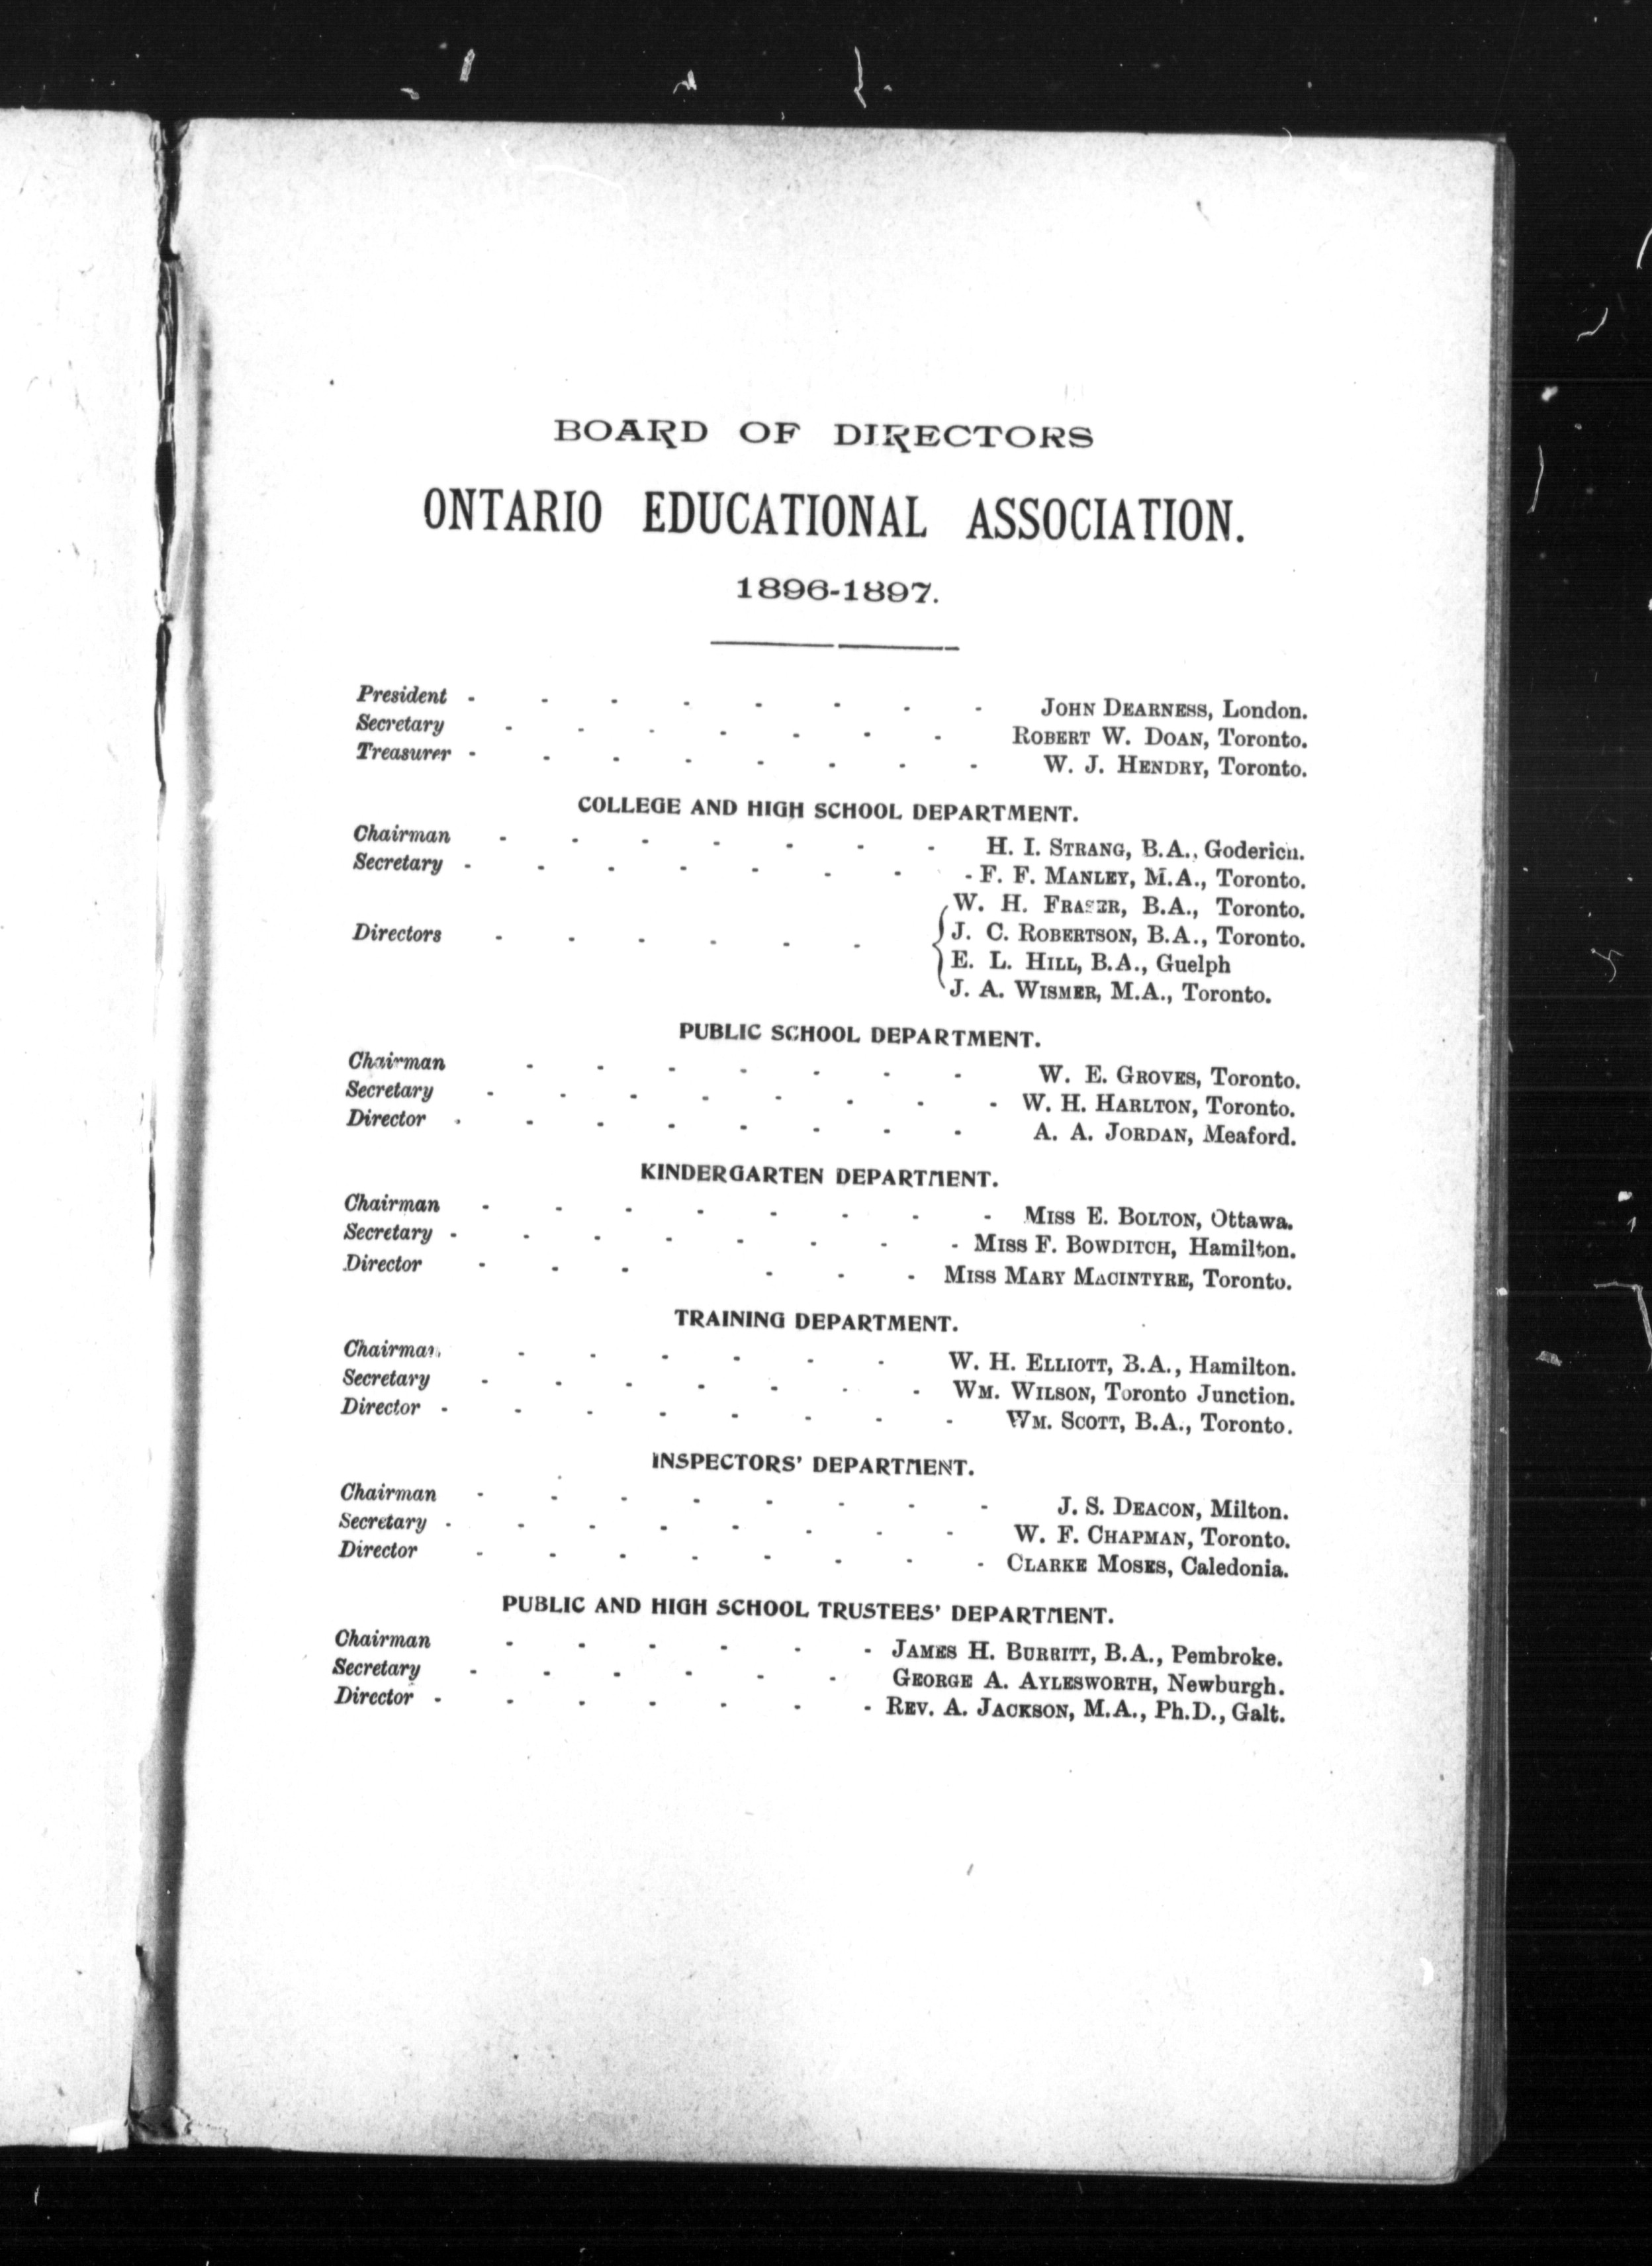 BOARD OF DIRECTORS
ONTARIO EDUCATIONAL ASSOCIATION.
1896-1897.
President - - - - - - - - JOHN DEARNESS, London.
Secretary - - - - - - - ROBERT W. DOAN, Toronto.
Treasurer - - - - - - - - W. J. HENDRY, Toronto.
COLLEGE AND HIGH SCHOOL DEPARTMENT.
Chairman - - - - - - - H. I. STRANG, B.A., Goderich.
Secretary - - - - - - - - F. F. MANLEY, M.A., Toronto.
W. H. FRASER, B.A., Toronto.
Directors - - - - - - J. C. ROBERTSON, B.A., Toronto.
E. L. HILL, B.A., Guelph
J. A. WISMER, M.A., Toronto.
PUBLIC SCHOOL DEPARTMENT.
Chairman - - - - - - - W. E. GROVES, Toronto.
Secretary - - - - - - - - W. H. HARLTON, Toronto.
Director - - - - - - - - A. A. JORDAN, Meaford.
KINDERGARTEN DEPARTMENT.
Chairman - - - - - - - - MISS E. BOLTON, Ottawa.
Secretary - - - - - - - - MISS F. BOWDITCH, Hamilton.
Director - - - - - - MISS MARY MACINTYRE, Toronto.
TRAINING DEPARTMENT.
Chairman - - - - - - W. H. ELLIOTT, B.A., Hamilton.
Secretary - - - - - - - WM. WILSON, Toronto Junction.
Director - - - - - - - - WM. SCOTT, B.A., Toronto.
INSPECTORS' DEPARTMENT.
Chairman - - - - - - - - J. S. DEACON, Milton.
Secretary - - - - - - - - W. F. CHAPMAN, Toronto.
Director - - - - - - - - CLARKE MOSES, Caledonia.
PUBLIC AND HIGH SCHOOL TRUSTEES' DEPARTMENT.
Chairman - - - - - - JAMES H. BURRITT, B.A., Pembroke.
Secretary - - - - - - GEORGE A. AYLESWORTH, Newburgh.
Director - - - - - - - REV. A. JACKSON, M.A., Ph.D., Galt.